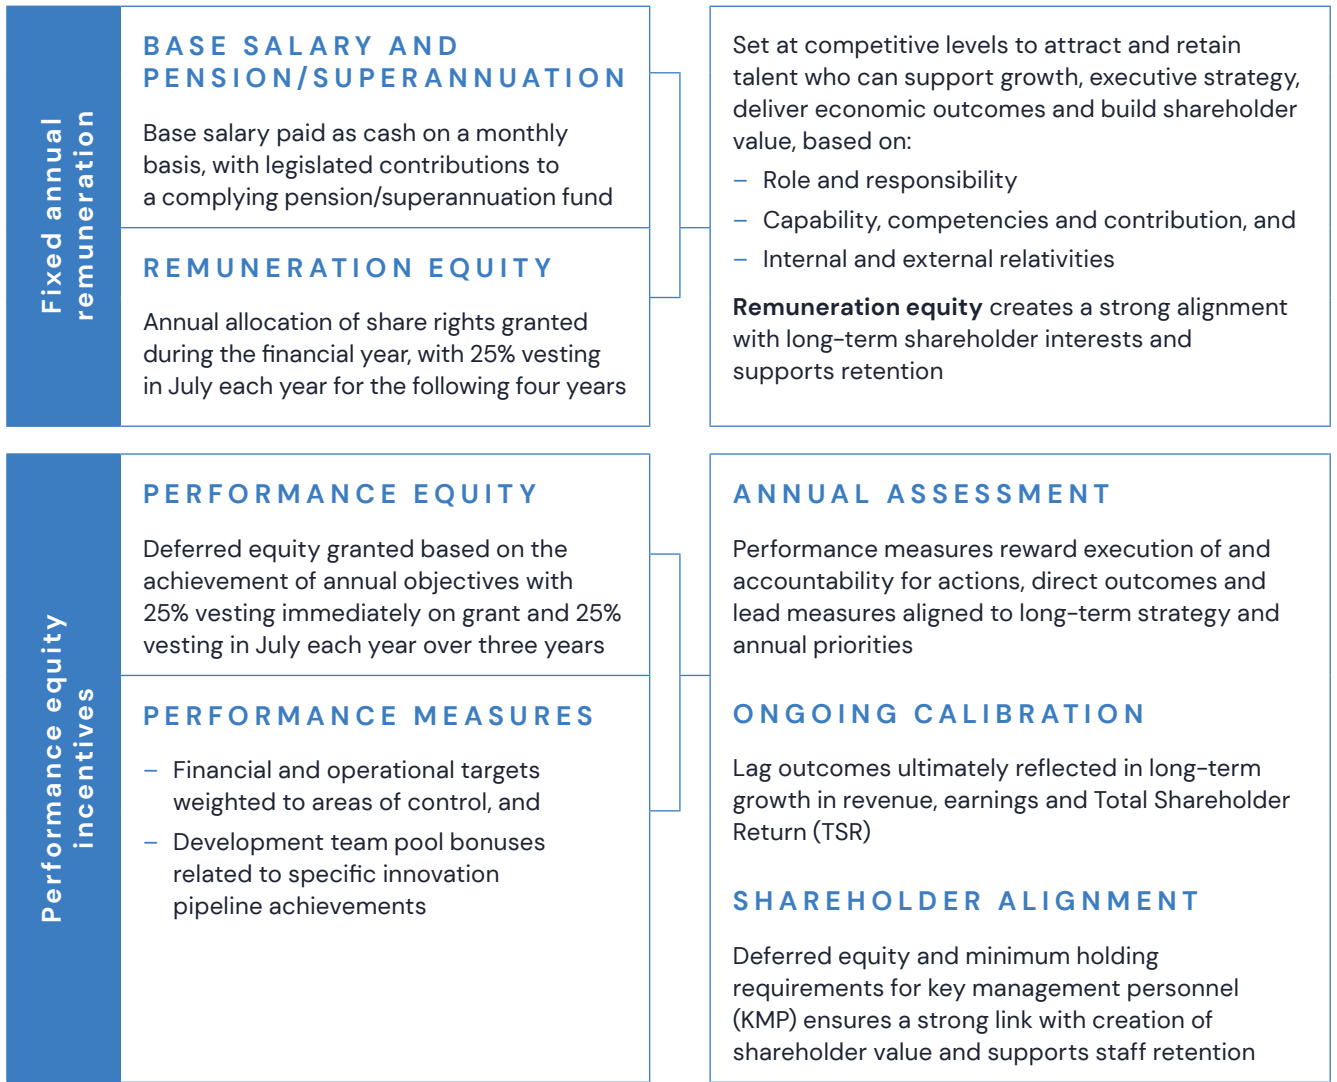 Fixed annual
remuneration
BASE SALARY AND
PENSION/SUPERANNUATION
Base salary paid as cash on a monthly
basis, with legislated contributions to
a complying pension/superannuation fund
REMUNERATION EQUITY
Annual allocation of share rights granted
during the financial year, with 25% vesting
in July each year for the following four years
Set at competitive levels to attract and retain
talent who can support growth, executive strategy,
deliver economic outcomes and build shareholder
value, based on:
– Role and responsibility
– Capability, competencies and contribution, and
– Internal and external relativities
Remuneration equity creates a strong alignment
with long-term shareholder interests and
supports retention
Performance equity
incentives
PERFORMANCE EQUITY
Deferred equity granted based on the
achievement of annual objectives with
25% vesting immediately on grant and 25%
vesting in July each year over three years
PERFORMANCE MEASURES
– Financial and operational targets
weighted to areas of control, and
– Development team pool bonuses
related to specific innovation
pipeline achievements
ANNUAL ASSESSMENT
Performance measures reward execution of and
accountability for actions, direct outcomes and
lead measures aligned to long-term strategy and
annual priorities
ONGOING CALIBRATION
Lag outcomes ultimately reflected in long-term
growth in revenue, earnings and Total Shareholder
Return (TSR)
SHAREHOLDER ALIGNMENT
Deferred equity and minimum holding
requirements for key management personnel
(KMP) ensures a strong link with creation of
shareholder value and supports staff retention